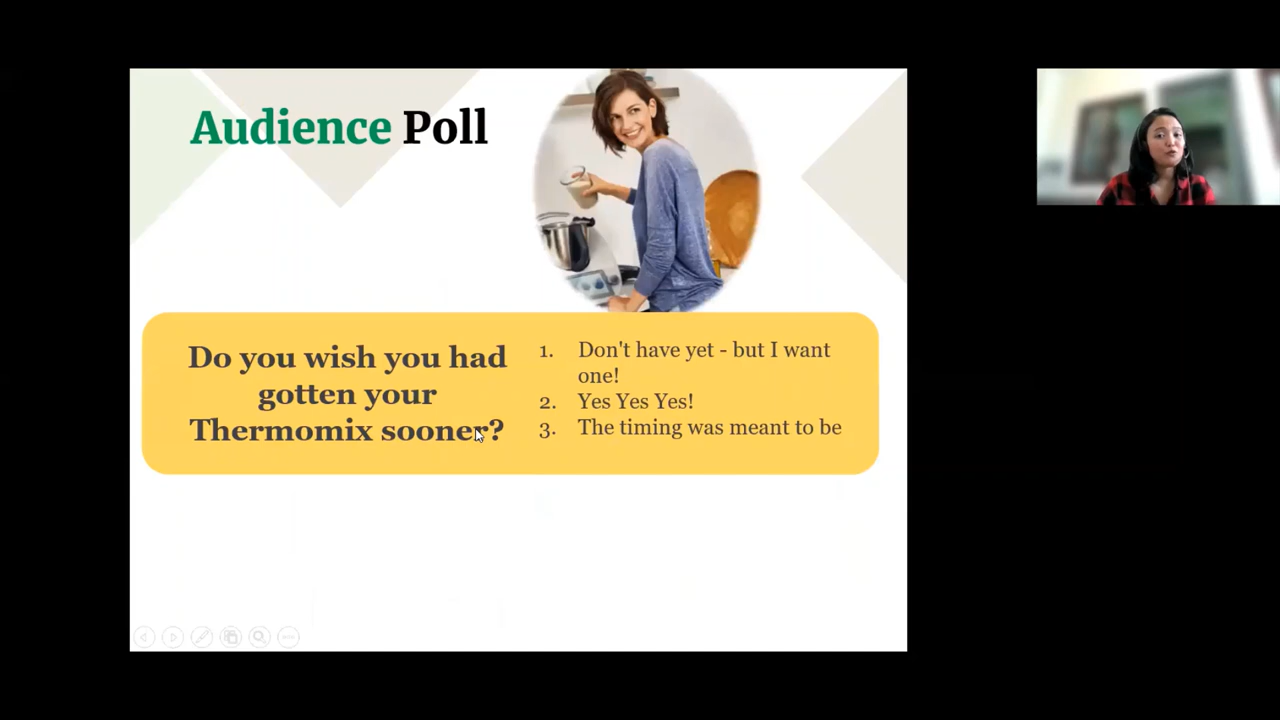 Audience Poll
Do you wish you had
gotten your
Thermomix sooner?
1. Don't have yet - but I want
one!
2. Yes Yes Yes!
3. The timing was meant to be